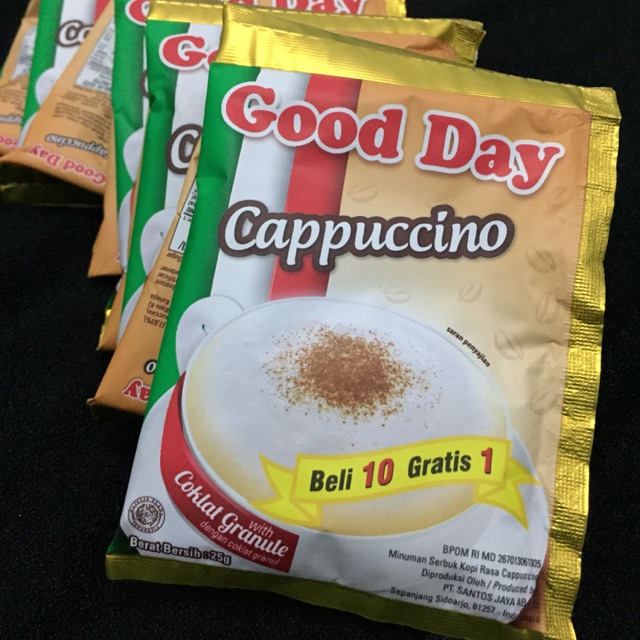 Good Day
Cappuccino
saran penyajian
Beli 10 Gratis 1
with
Coklat Granule
dengan coklat granul
Berat Bersih : 25g
BPOM RI MD 267013061005
Minuman Serbuk Kopi Rasa
Diproduksi Oleh / Produced
PT. SANTOS JAYA
Sepanjang Sidoarjo, 61257 -
Good Day
Cappuccino
Good Day